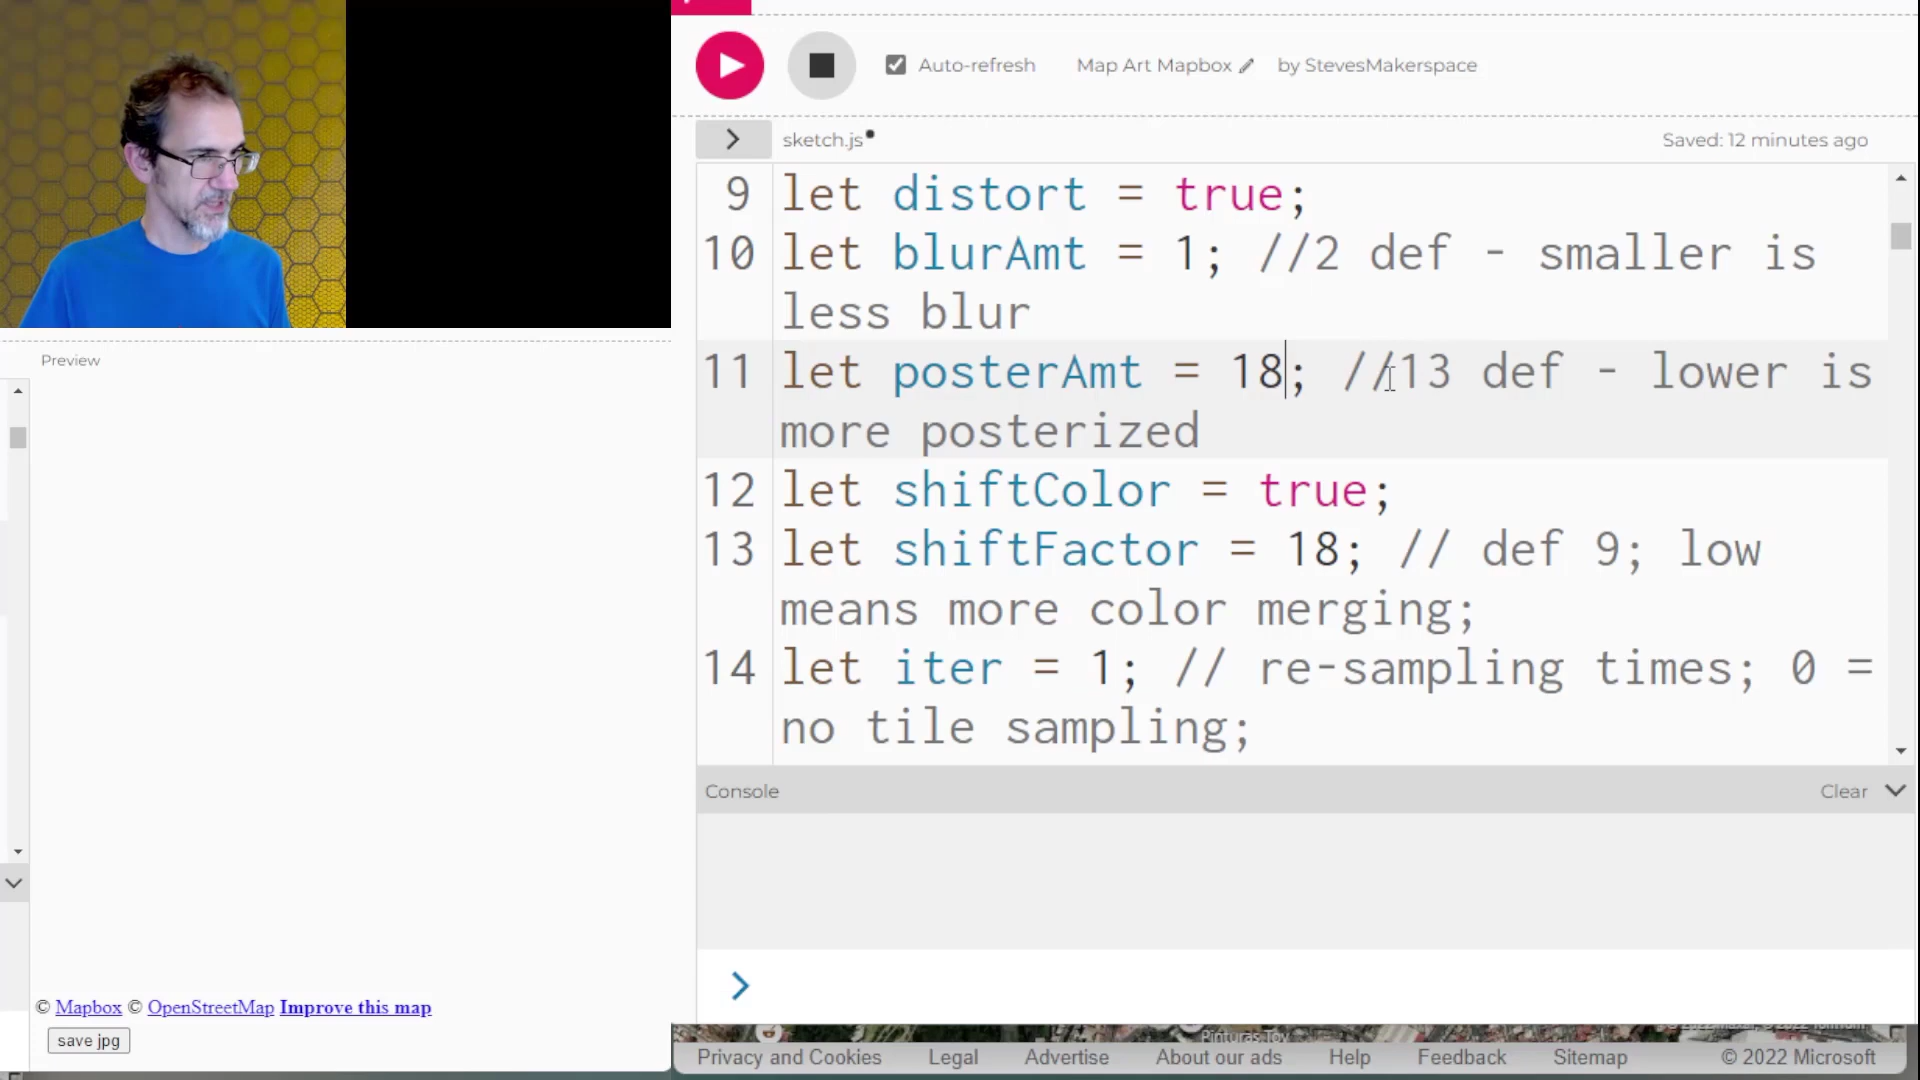 Auto-refresh
Map Art Mapbox
by StevesMakerspace
sketch.js
Saved: 12 minutes ago
9 let distort = true;
10 let blurAmt = 1; //2 def - smaller is
less blur
11 let posterAmt = 18; //13 def - lower is
more posterized
12 let shiftColor = true;
13 let shiftFactor = 18; // def 9; low
means more color merging;
14 let iter = 1; // re-sampling times; 0 =
no tile sampling;
Console
Clear
Preview
© Mapbox © OpenStreetMap Improve this map
save jpg
Pinturas Toy
Privacy and Cookies
Legal
Advertise
About our ads
Help
Feedback
Sitemap
© 2022 Microsoft